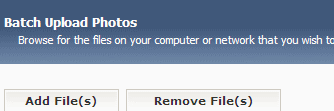 Batch Upload Photos
Browse for the files on your computer or network that you wish to
Add File(s) Remove File(s)